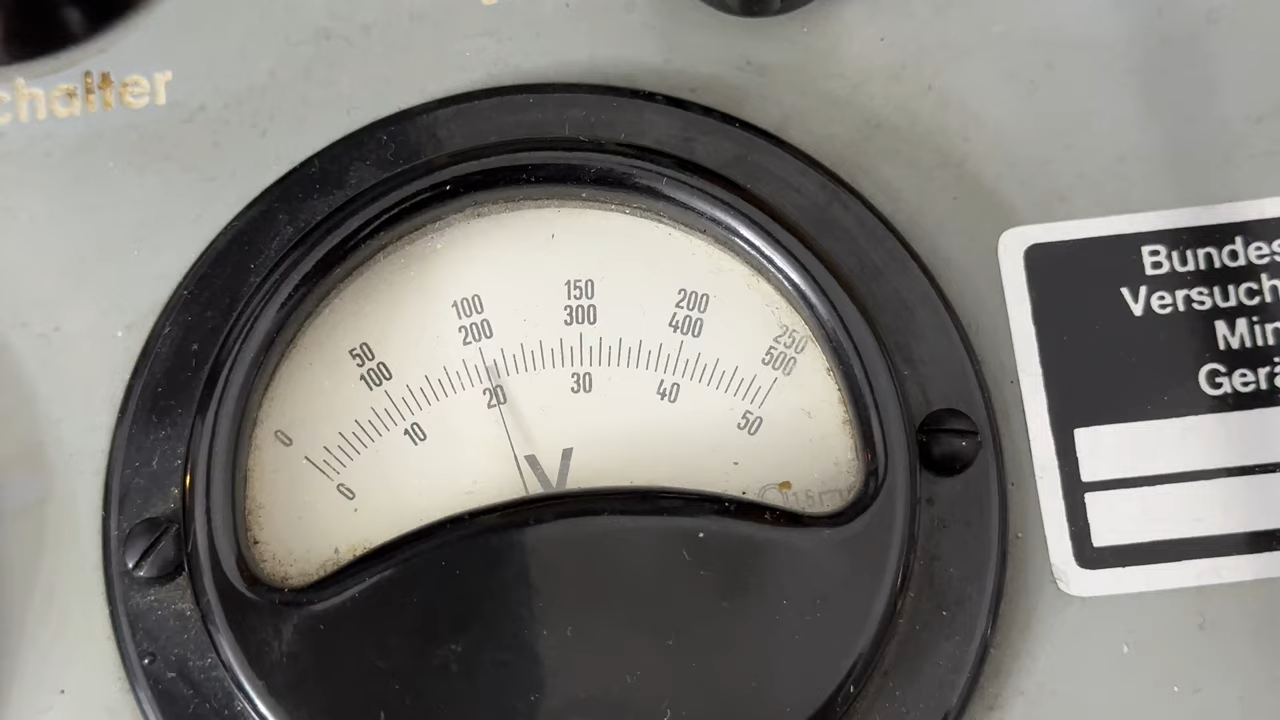 chalter
50 100 150 200 250
0 100 200 300 400 500
0 10 20 30 40 50
V
Bundes
Versuch
Min
Gerä